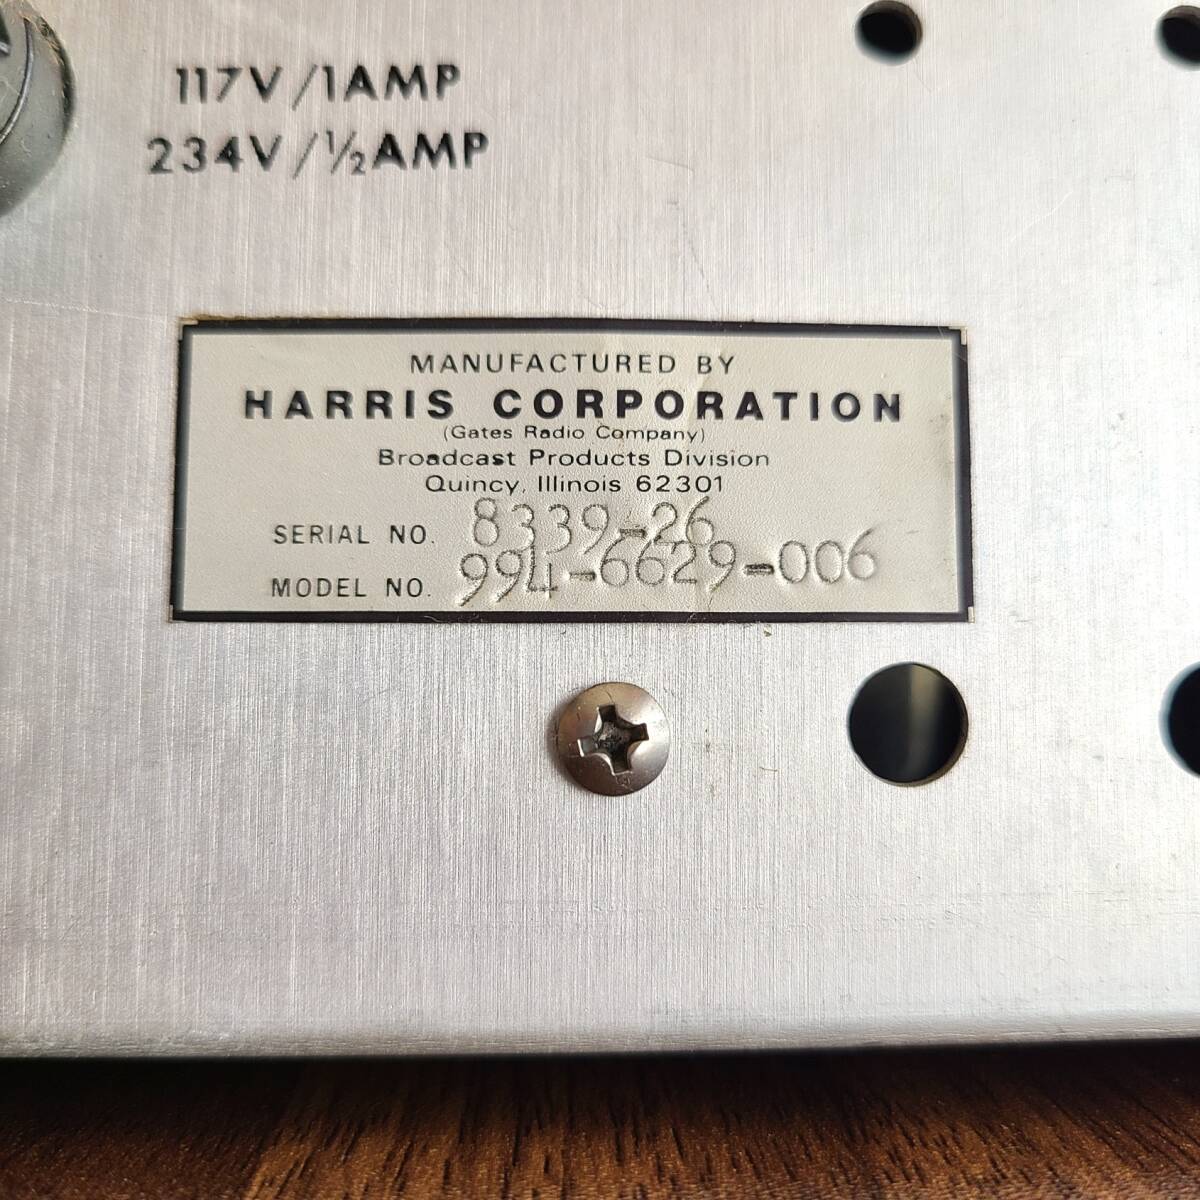 117V/1AMP
234V/½AMP
MANUFACTURED BY
HARRIS CORPORATION
(Gates Radio Company)
Broadcast Products Division
Quincy, Illinois 62301
SERIAL NO. 8339-26
MODEL NO. 994-6629-006